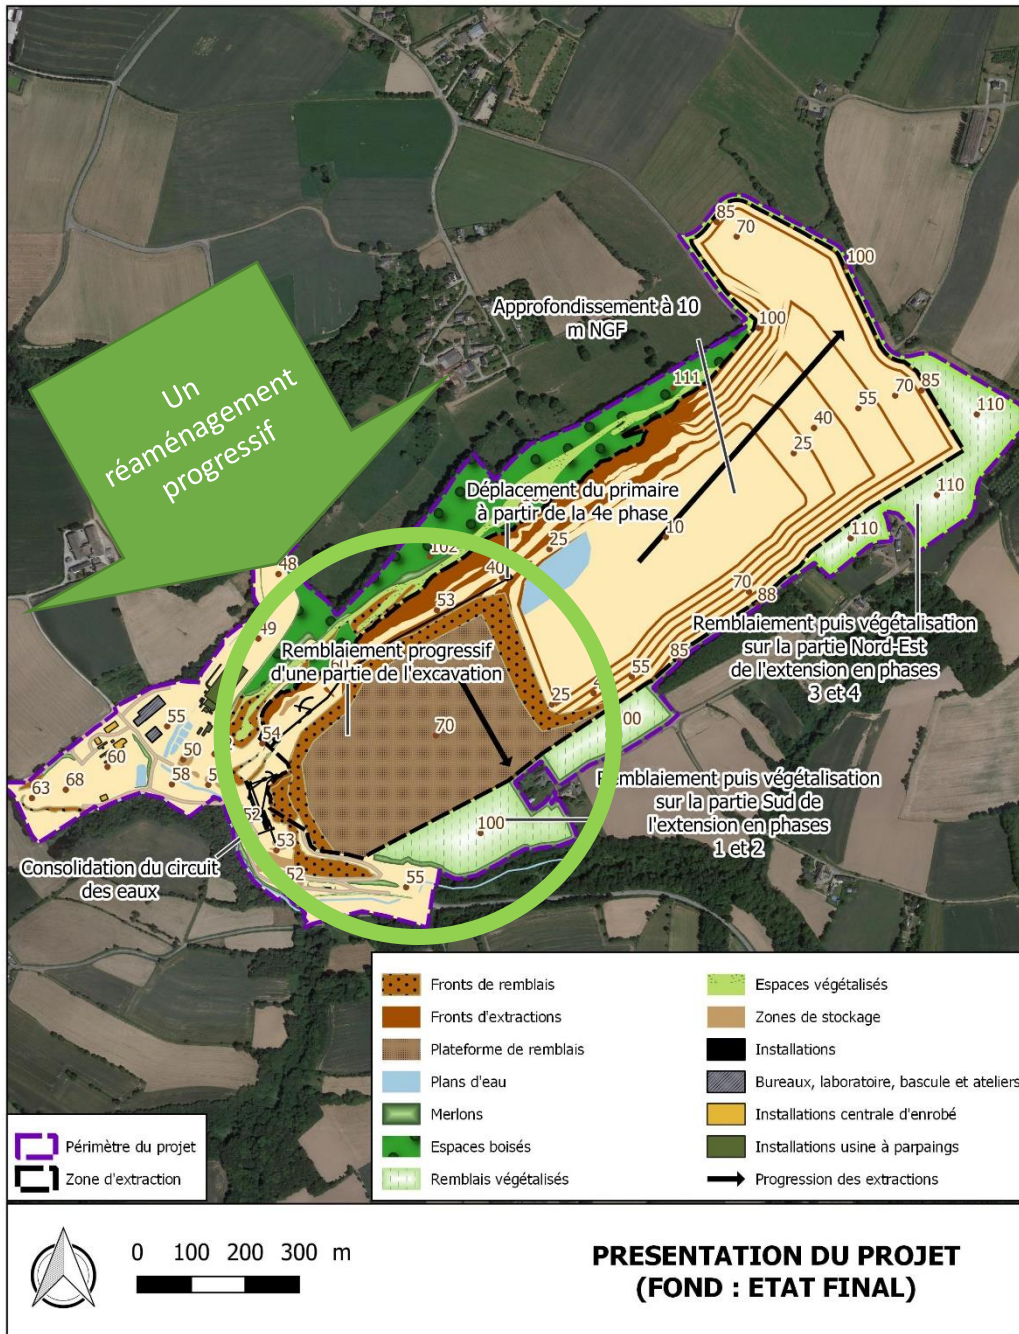 85
70
100
Approfondissement à 10
m NGF
100
111
Un
réaménagement
progressif
85
70
55
110
40
25
110
Déplacement du primaire
à partir de la 4e phase
10
110
25
102
48
40
53
70
88
49
Remblaiement puis végétalisation
sur la partie Nord-Est
de l'extension en phases
3 et 4
Remblaiement progressif
d'une partie de l'excavation
85
55
25
55
70
54
50
60
58
68
63
Remblaiement puis végétalisation
sur la partie Sud de
l'extension en phases
1 et 2
100
52
53
Consolidation du circuit
des eaux
52
55
Fronts de remblais
Fronts d'extractions
Plateforme de remblais
Plans d'eau
Merlons
Espaces boisés
Remblais végétalisés
Espaces végétalisés
Zones de stockage
Installations
Bureaux, laboratoire, bascule et ateliers
Installations centrale d'enrobé
Installations usine à parpaings
Progression des extractions
Périmètre du projet
Zone d'extraction
0 100 200 300 m
PRESENTATION DU PROJET
(FOND : ETAT FINAL)